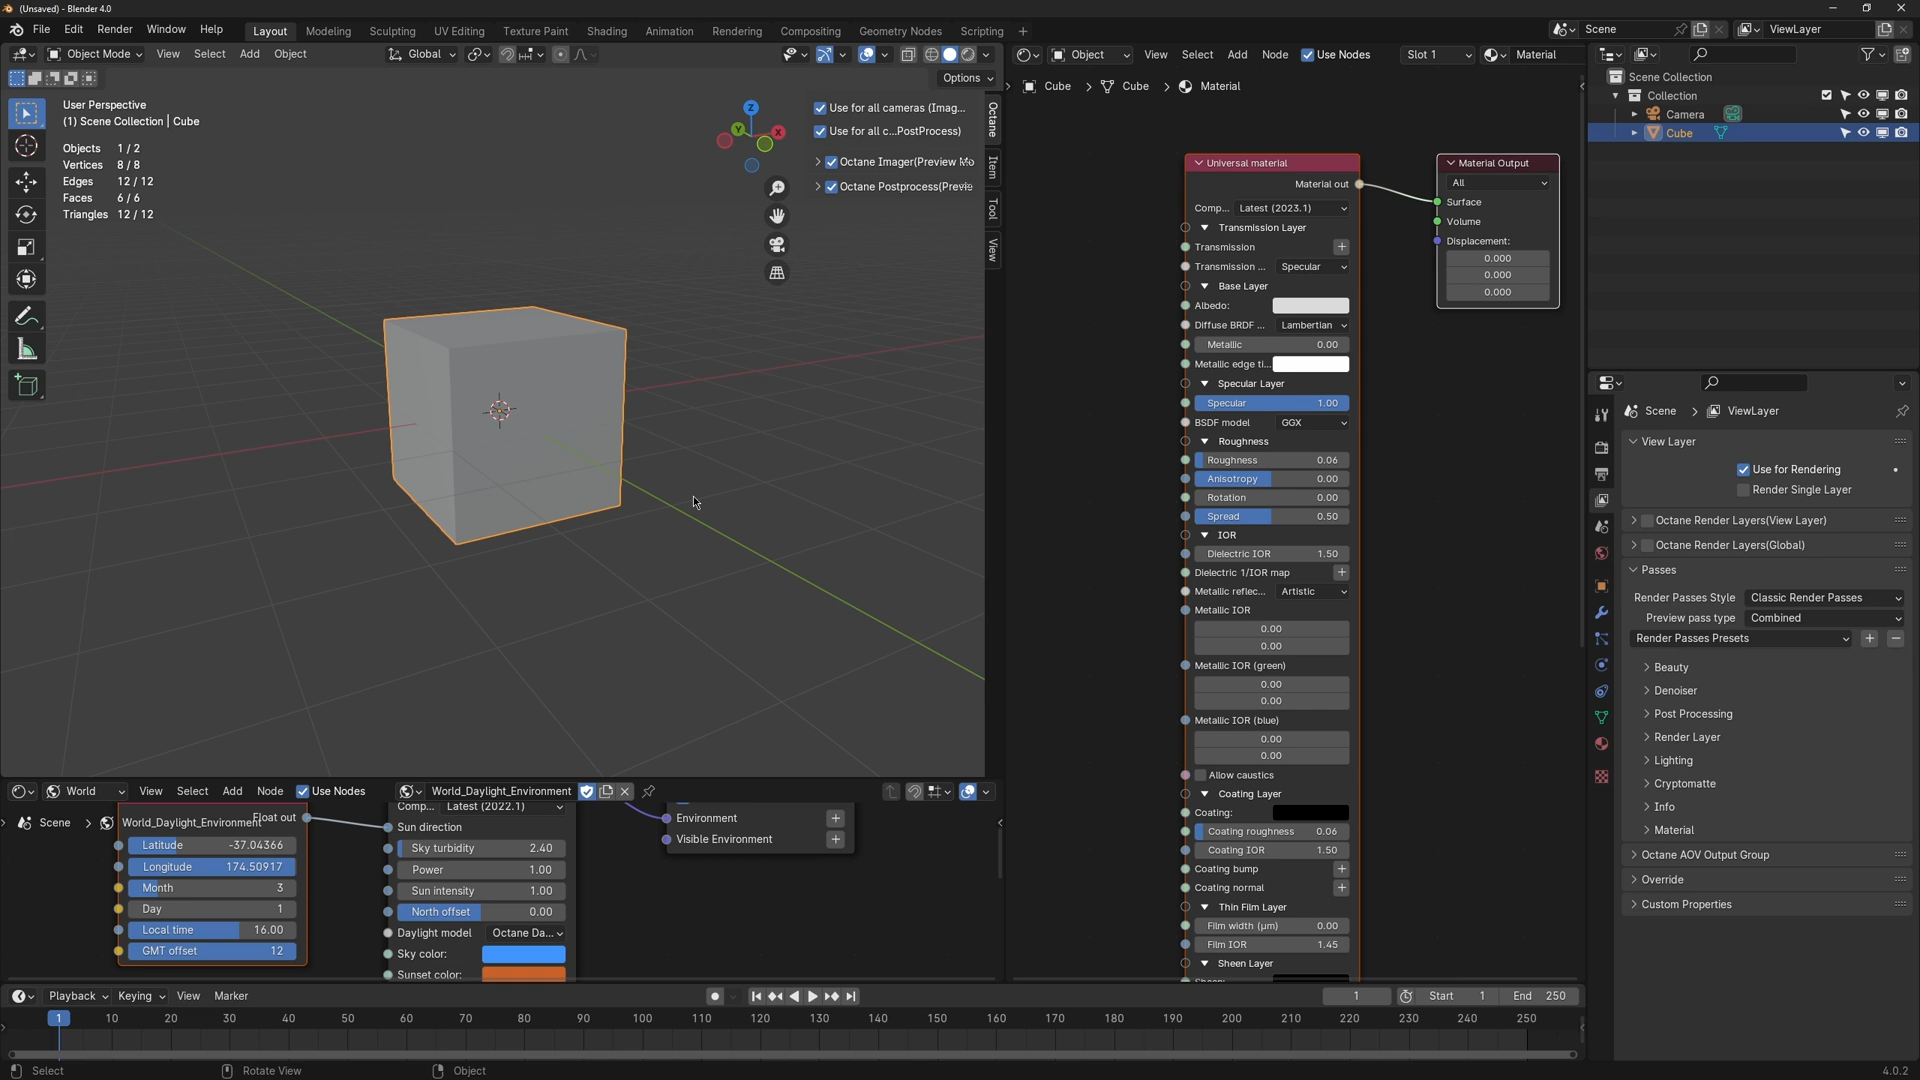 (Unsaved) - Blender 4.0
File Edit Render Window Help Layout Modeling Sculpting UV Editing Texture Paint Shading Animation Rendering Compositing Geometry Nodes Scripting + Scene ViewLayer
Object Mode View Select Add Object Global
Options
User Perspective
(1) Scene Collection | Cube
Objects 1 / 2
Vertices 8 / 8
Edges 12 / 12
Faces 6 / 6
Triangles 12 / 12
Z
Y
X
Use for all cameras (Imag...
Use for all c...PostProcess)
Octane Imager(Preview Mo
Octane Postprocess(Previe
Octane
Item
Tool
View
Object View Select Add Node Use Nodes Slot 1 Material
Cube > Cube > Material
Universal material
Material out
Comp... Latest (2023.1)
Transmission Layer
Transmission
Transmission ... Specular
Base Layer
Albedo:
Diffuse BRDF ... Lambertian
Metallic 0.00
Metallic edge ti...
Specular Layer
Specular 1.00
BSDF model GGX
Roughness
Roughness 0.06
Anisotropy 0.00
Rotation 0.00
Spread 0.50
IOR
Dielectric IOR 1.50
Dielectric 1/IOR map
Metallic reflec... Artistic
Metallic IOR
0.00
0.00
Metallic IOR (green)
0.00
0.00
Metallic IOR (blue)
0.00
0.00
Allow caustics
Coating Layer
Coating:
Coating roughness 0.06
Coating IOR 1.50
Coating bump
Coating normal
Thin Film Layer
Film width (µm) 0.00
Film IOR 1.45
Sheen Layer
Material Output
All
Surface
Volume
Displacement:
0.000
0.000
0.000
Scene Collection
Collection
Camera
Cube
Scene > ViewLayer
View Layer
Use for Rendering
Render Single Layer
Octane Render Layers(View Layer)
Octane Render Layers(Global)
Passes
Render Passes Style Classic Render Passes
Preview pass type Combined
Render Passes Presets
Beauty
Denoiser
Post Processing
Render Layer
Lighting
Cryptomatte
Info
Material
Octane AOV Output Group
Override
Custom Properties
World View Select Add Node Use Nodes World_Daylight_Environment
Scene > World_Daylight_Environment
Float out
Latitude -37.04366
Longitude 174.50917
Month 3
Day 1
Local time 16.00
GMT offset 12
Comp... Latest (2022.1)
Sun direction
Sky turbidity 2.40
Power 1.00
Sun intensity 1.00
North offset 0.00
Daylight model Octane Da...
Sky color:
Sunset color:
Environment
Visible Environment
Playback Keying View Marker 1 Start 1 End 250
1 10 20 30 40 50 60 70 80 90 100 110 120 130 140 150 160 170 180 190 200 210 220 230 240 250
Select Rotate View Object 4.0.2